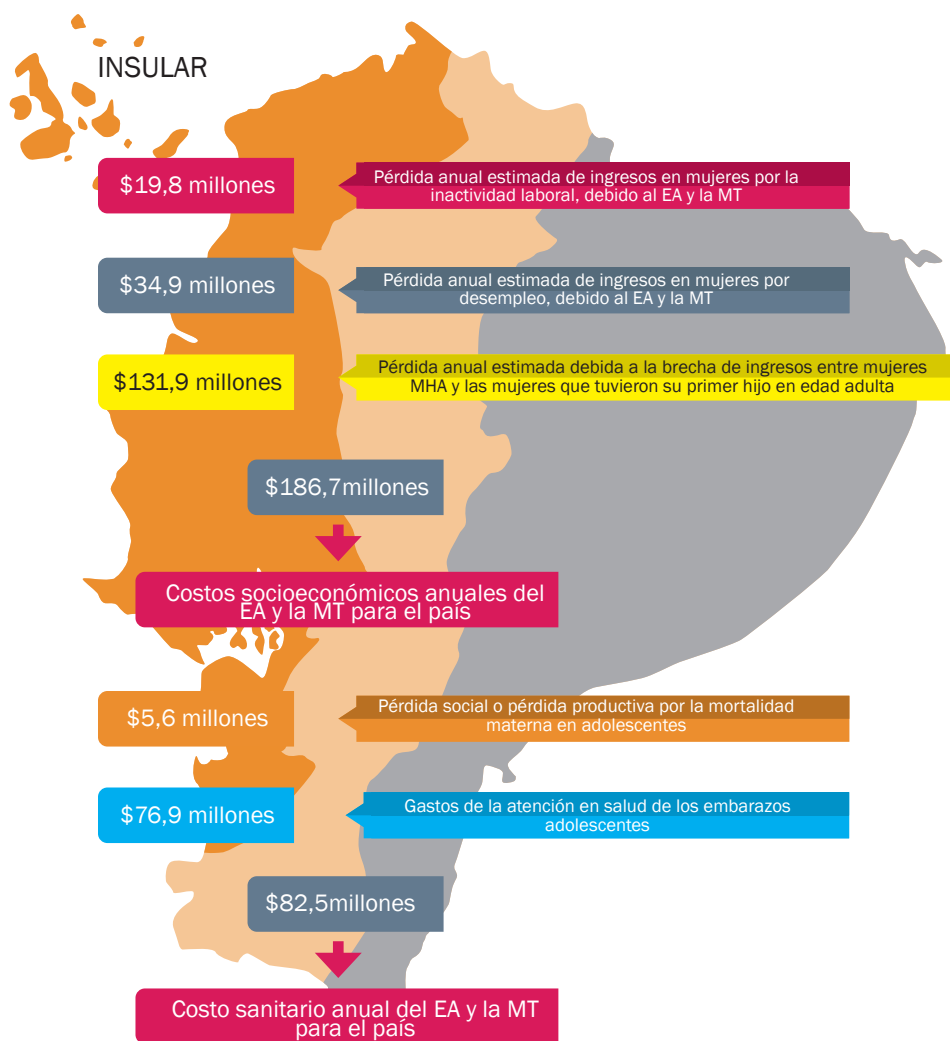 INSULAR
$19,8 millones
Pérdida anual estimada de ingresos en mujeres por la
inactividad laboral, debido al EA y la MT
$34,9 millones
Pérdida anual estimada de ingresos en mujeres por
desempleo, debido al EA y la MT
$131,9 millones
Pérdida anual estimada debida a la brecha de ingresos entre mujeres
MHA y las mujeres que tuvieron su primer hijo en edad adulta
$186,7millones
Costos socioeconómicos anuales del
EA y la MT para el país
$5,6 millones
Pérdida social o pérdida productiva por la mortalidad
materna en adolescentes
$76,9 millones
Gastos de la atención en salud de los embarazos
adolescentes
$82,5millones
Costo sanitario anual del EA y la MT
para el país